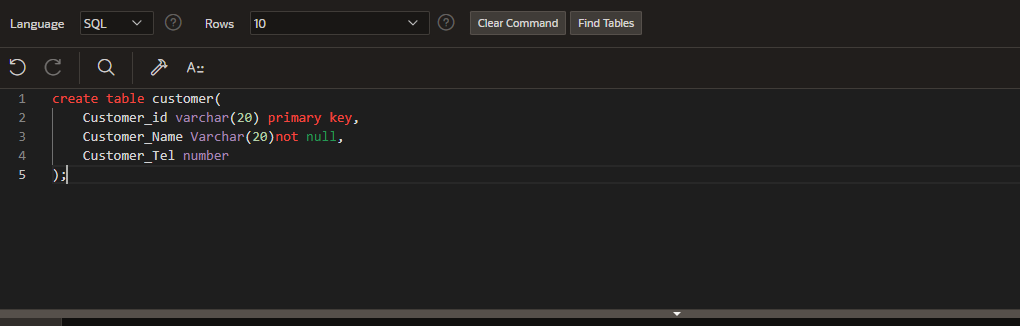 Language SQL Rows 10 Clear Command Find Tables
A
1 create table customer(
2 Customer_id varchar(20) primary key,
3 Customer_Name Varchar(20)not null,
4 Customer_Tel number
5 );